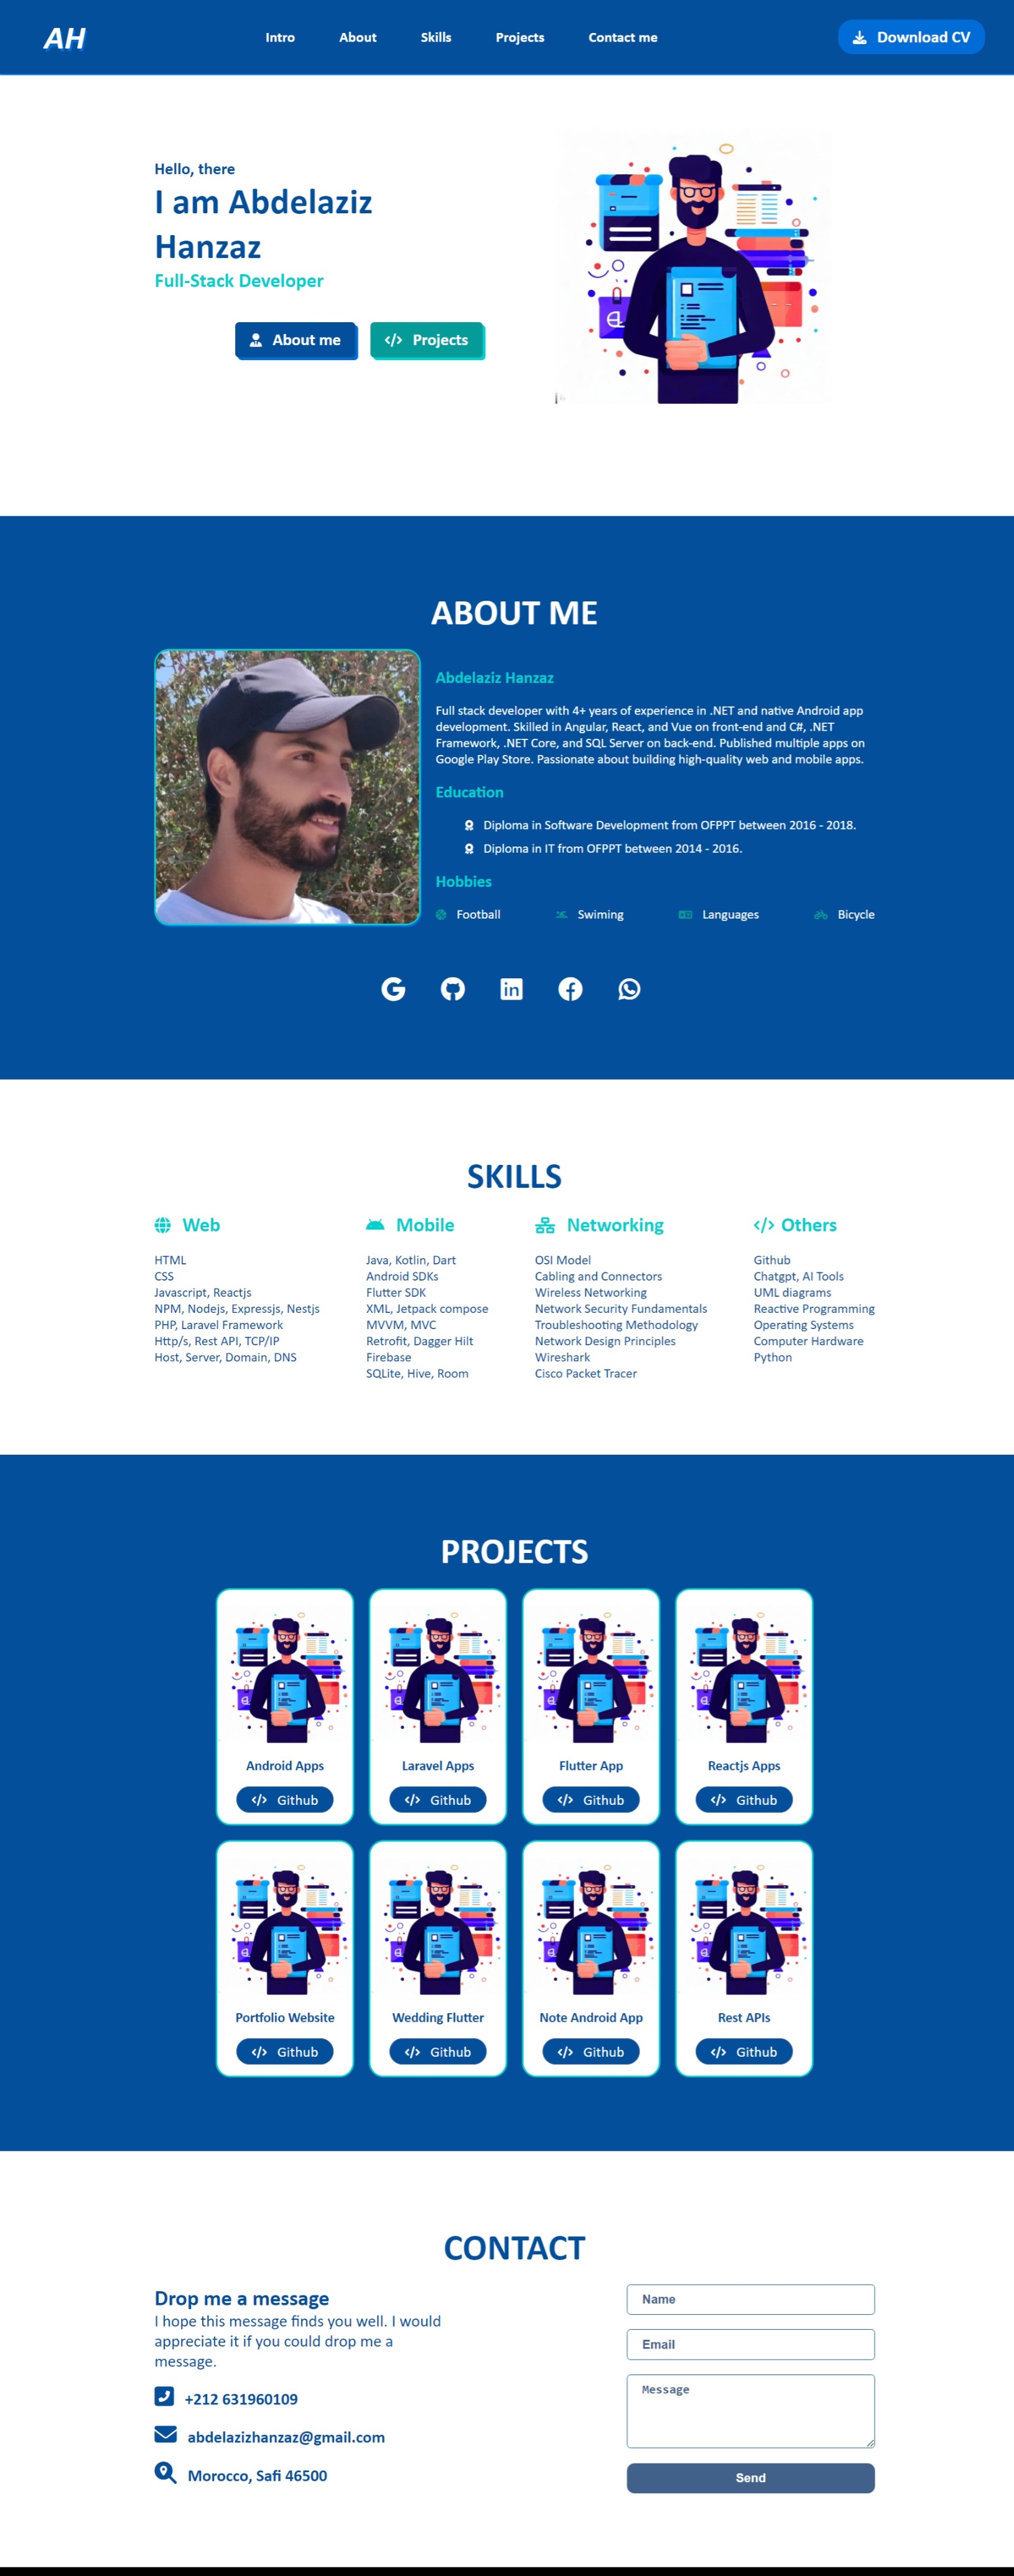 AH
Intro
About
Skills
Projects
Contact me
Download CV
Hello, there
I am Abdelaziz
Hanzaz
Full-Stack Developer
About me
Projects
ABOUT ME
Abdelaziz Hanzaz
Full stack developer with 4+ years of experience in .NET and native Android app
development. Skilled in Angular, React, and Vue on front-end and C#, .NET
Framework, .NET Core, and SQL Server on back-end. Published multiple apps on
Google Play Store. Passionate about building high-quality web and mobile apps.
Education
Diploma in Software Development from OFPPT between 2016 - 2018.
Diploma in IT from OFPPT between 2014 - 2016.
Hobbies
Football
Swiming
Languages
Bicycle
SKILLS
Web
HTML
CSS
Javascript, Reactjs
NPM, Nodejs, Expressjs, Nestjs
PHP, Laravel Framework
Http/s, Rest API, TCP/IP
Host, Server, Domain, DNS
Mobile
Java, Kotlin, Dart
Android SDKs
Flutter SDK
XML, Jetpack compose
MVVM, MVC
Retrofit, Dagger Hilt
Firebase
SQLite, Hive, Room
Networking
OSI Model
Cabling and Connectors
Wireless Networking
Network Security Fundamentals
Troubleshooting Methodology
Network Design Principles
Wireshark
Cisco Packet Tracer
Others
Github
Chatgpt, AI Tools
UML diagrams
Reactive Programming
Operating Systems
Computer Hardware
Python
PROJECTS
Android Apps
Github
Laravel Apps
Github
Flutter App
Github
Reactjs Apps
Github
Portfolio Website
Github
Wedding Flutter
Github
Note Android App
Github
Rest APIs
Github
CONTACT
Drop me a message
I hope this message finds you well. I would
appreciate it if you could drop me a
message.
+212 631960109
abdelazizhanzaz@gmail.com
Morocco, Safi 46500
Name
Email
Message
Send